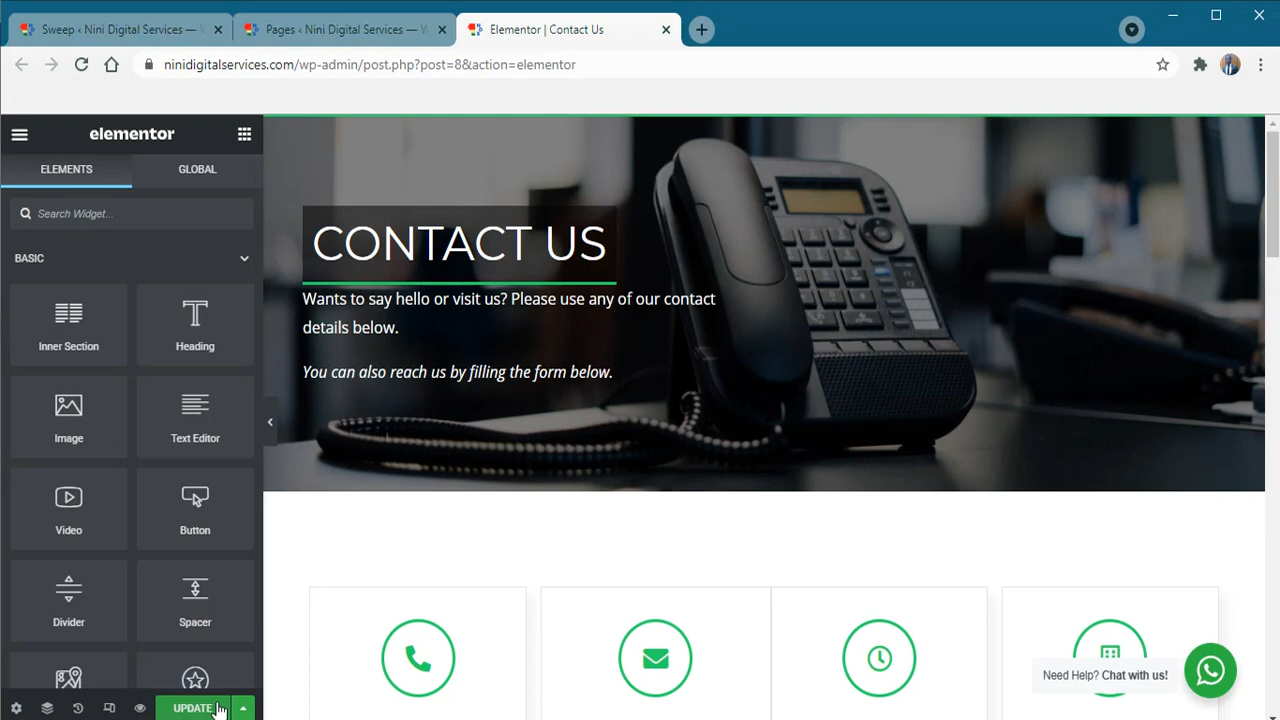 Sweep ‹ Nini Digital Services — W
Pages ‹ Nini Digital Services — W
Elementor | Contact Us
ninidigitalservices.com/wp-admin/post.php?post=8&action=elementor
elementor
ELEMENTS
GLOBAL
Search Widget...
BASIC
Inner Section
Heading
Image
Text Editor
Video
Button
Divider
Spacer
UPDATE
CONTACT US
Wants to say hello or visit us? Please use any of our contact
details below.
You can also reach us by filling the form below.
Need Help? Chat with us!